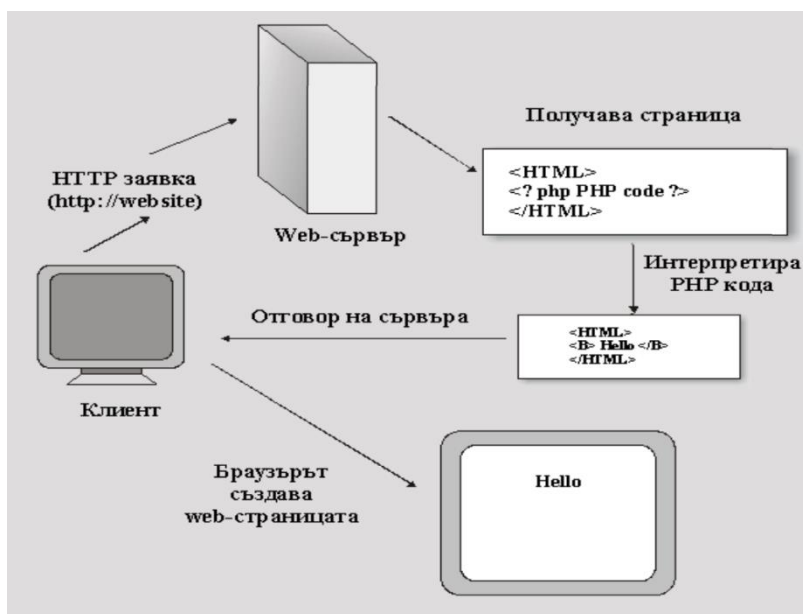 HTTP заявка
(http://website)
Web-сървър
Получава страница
<HTML>
<? php PHP code ?>
</HTML>
Интерпретира
PHP кода
<HTML>
<B> Hello </B>
</HTML>
Отговор на сървъра
Клиент
Браузърът
създава
web-страницата
Hello